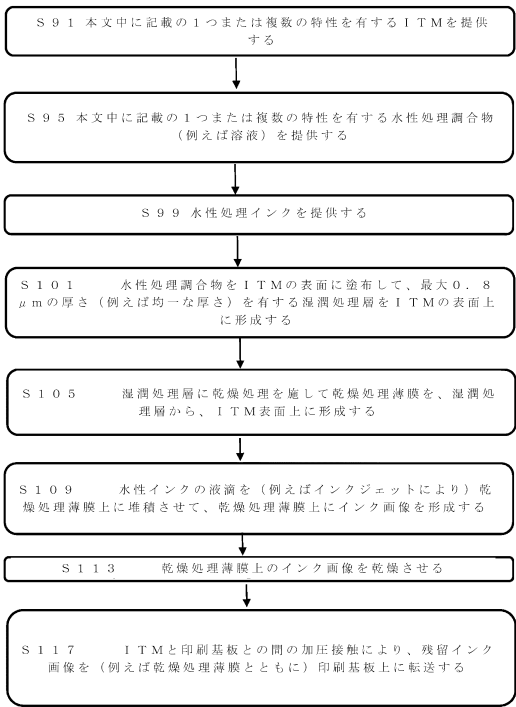 Ｓ９１ 本文中に記載の１つまたは複数の特性を有するＩＴＭを提供
する
Ｓ９５ 本文中に記載の１つまたは複数の特性を有する水性処理調合物
（例えば溶液）を提供する
Ｓ９９ 水性処理インクを提供する
Ｓ１０１　　水性処理調合物をＩＴＭの表面に塗布して、最大０．８
μｍの厚さ（例えば均一な厚さ）を有する湿潤処理層をＩＴＭの表面上
に形成する
Ｓ１０５　　湿潤処理層に乾燥処理を施して乾燥処理薄膜を、湿潤処
理層から、ＩＴＭ表面上に形成する
Ｓ１０９　　水性インクの液滴を（例えばインクジェットにより）乾
燥処理薄膜上に堆積させて、乾燥処理薄膜上にインク画像を形成する
Ｓ１１３　　乾燥処理薄膜上のインク画像を乾燥させる
Ｓ１１７　　ＩＴＭと印刷基板との間の加圧接触により、残留インク
画像を（例えば乾燥処理薄膜とともに）印刷基板上に転送する